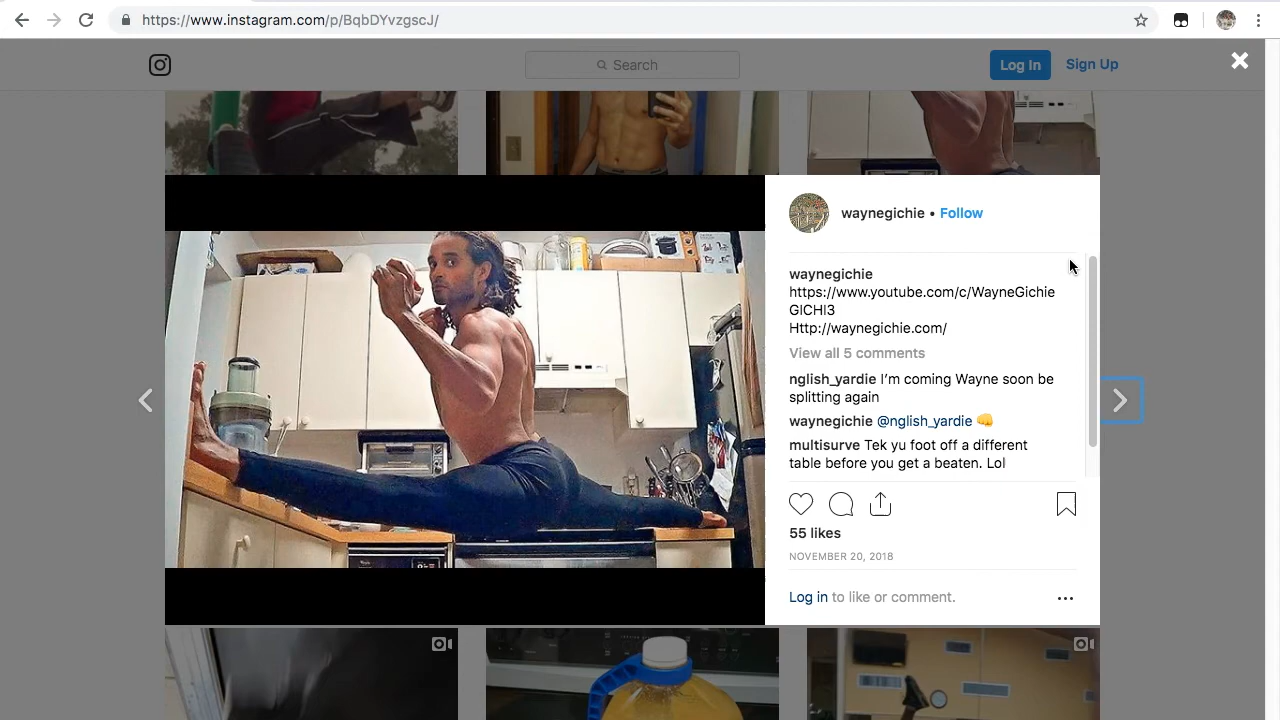 https://www.instagram.com/p/BqbDYvzgscJ/
Search
Log In
Sign Up
waynegichie • Follow
waynegichie
https://www.youtube.com/c/WayneGichie
GICHI3
Http://waynegichie.com/
View all 5 comments
nglish_yardie I’m coming Wayne soon be
splitting again
waynegichie @nglish_yardie 👊
multisurve Tek yu foot off a different
table before you get a beaten. Lol
55 likes
NOVEMBER 20, 2018
Log in to like or comment.